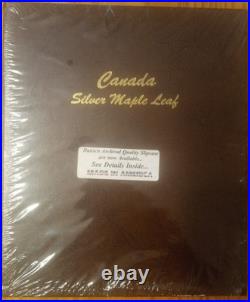 Canada
Silver Maple Leaf
Dansco Archival Quality Slipcase
are now Available...
See Details Inside...
MADE IN AMERICA